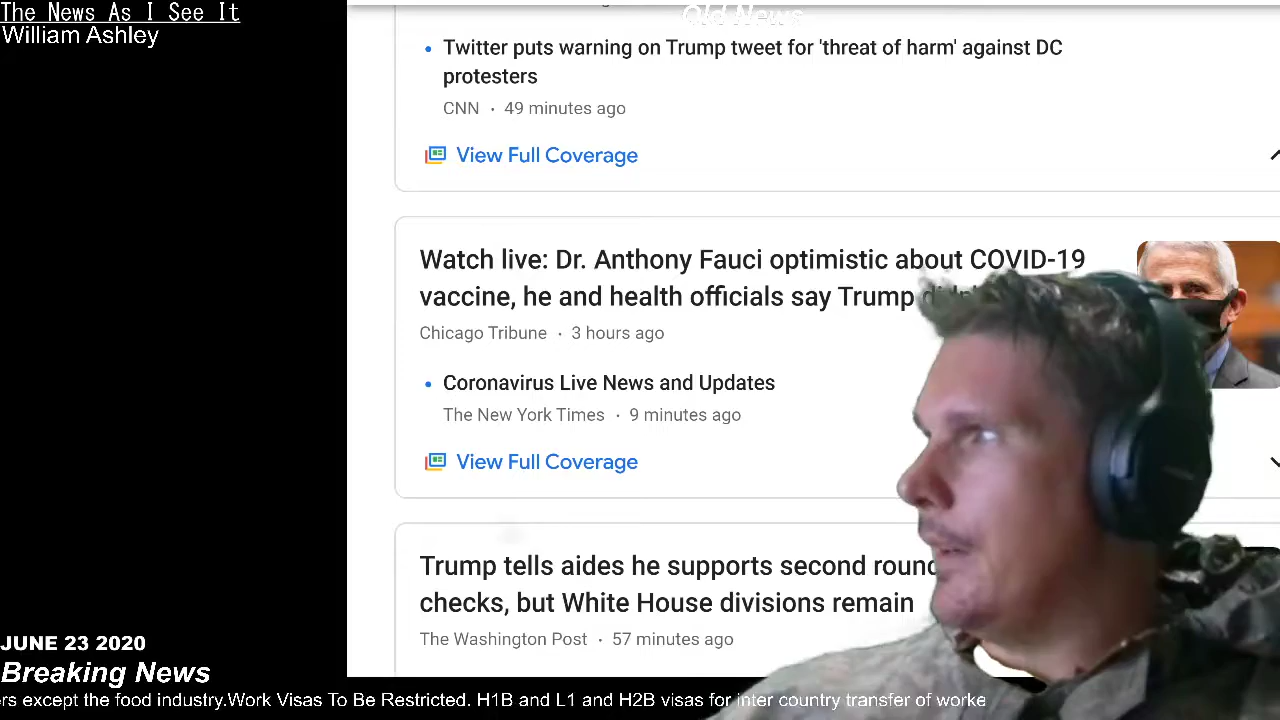 The News As I See It
William Ashley
Old News
Twitter puts warning on Trump tweet for 'threat of harm' against DC
protesters
CNN · 49 minutes ago
View Full Coverage
Watch live: Dr. Anthony Fauci optimistic about COVID-19
vaccine, he and health officials say Trump
Chicago Tribune · 3 hours ago
Coronavirus Live News and Updates
The New York Times · 9 minutes ago
View Full Coverage
Trump tells aides he supports second round
checks, but White House divisions remain
The Washington Post · 57 minutes ago
JUNE 23 2020
Breaking News
rs except the food industry.Work Visas To Be Restricted. H1B and L1 and H2B visas for inter country transfer of worke